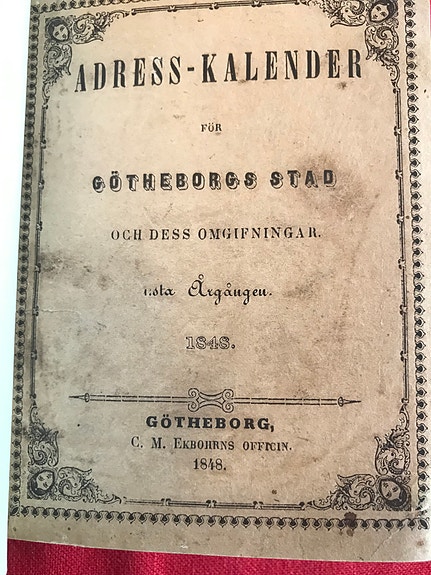 ADRESS-KALENDER
FÖR
GÖTHEBORGS STAD
OCH DESS OMGIFNINGAR.
1:sta Årgången.
1848.
GÖTHEBORG,
C. M. EKBOHRNS OFFICIN.
1848.